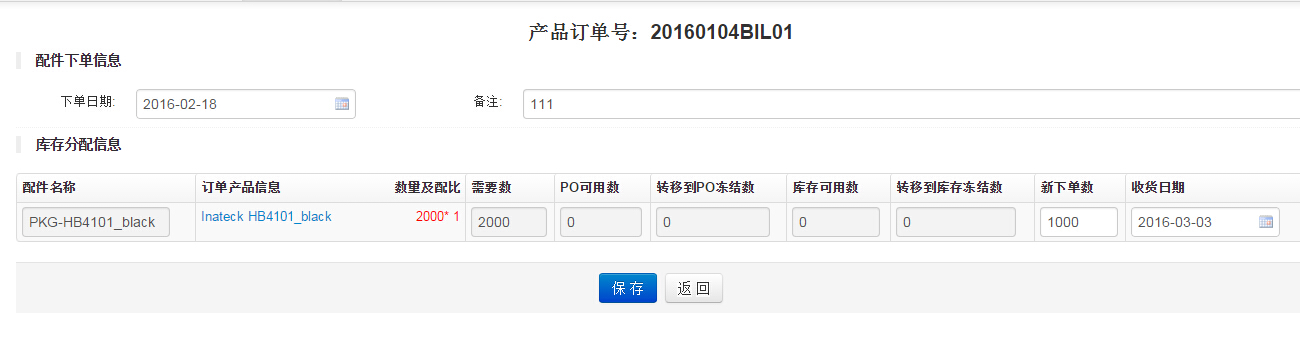 产品订单号：20160104BIL01
配件下单信息
下单日期: 2016-02-18 备注: 111
库存分配信息
配件名称 订单产品信息 数量及配比 需要数 PO可用数 转移到PO冻结数 库存可用数 转移到库存冻结数 新下单数 收货日期
PKG-HB4101_black Inateck HB4101_black 2000* 1 2000 0 0 0 0 1000 2016-03-03
保存 返回